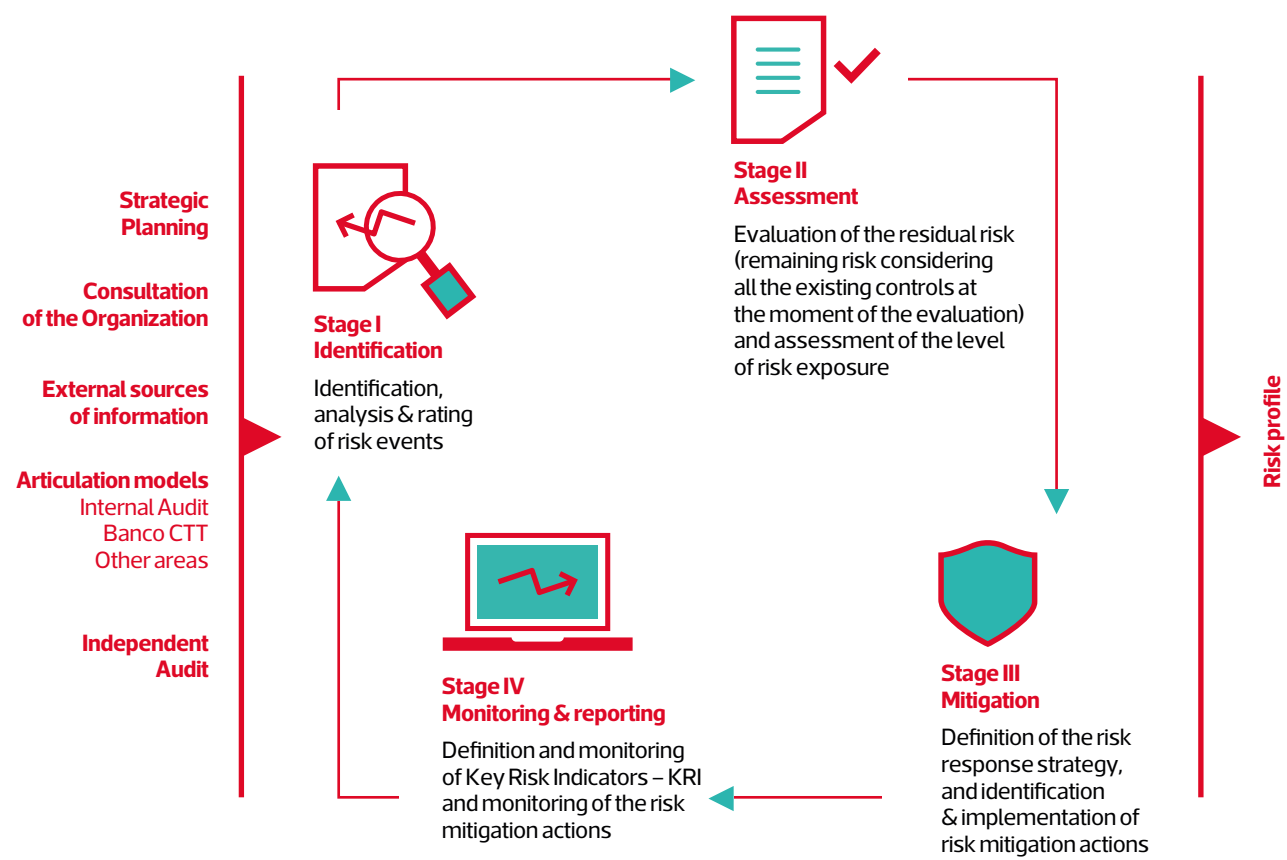 Strategic
Planning
Consultation
of the Organization
External sources
of information
Articulation models
Internal Audit
Banco CTT
Other areas
Independent
Audit
Stage I
Identification
Identification,
analysis & rating
of risk events
Stage II
Assessment
Evaluation of the residual risk
(remaining risk considering
all the existing controls at
the moment of the evaluation)
and assessment of the level
of risk exposure
Stage III
Mitigation
Definition of the risk
response strategy,
and identification
& implementation of
risk mitigation actions
Stage IV
Monitoring & reporting
Definition and monitoring
of Key Risk Indicators – KRI
and monitoring of the risk
mitigation actions
Risk profile